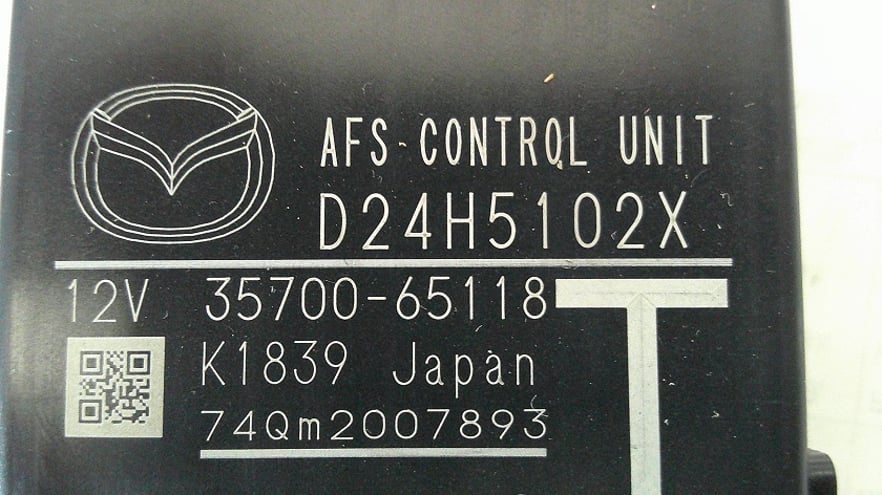 AFS CONTROL UNIT
D24H5102X
12V 35700-65118
T
K1839 Japan
74Qm2007893